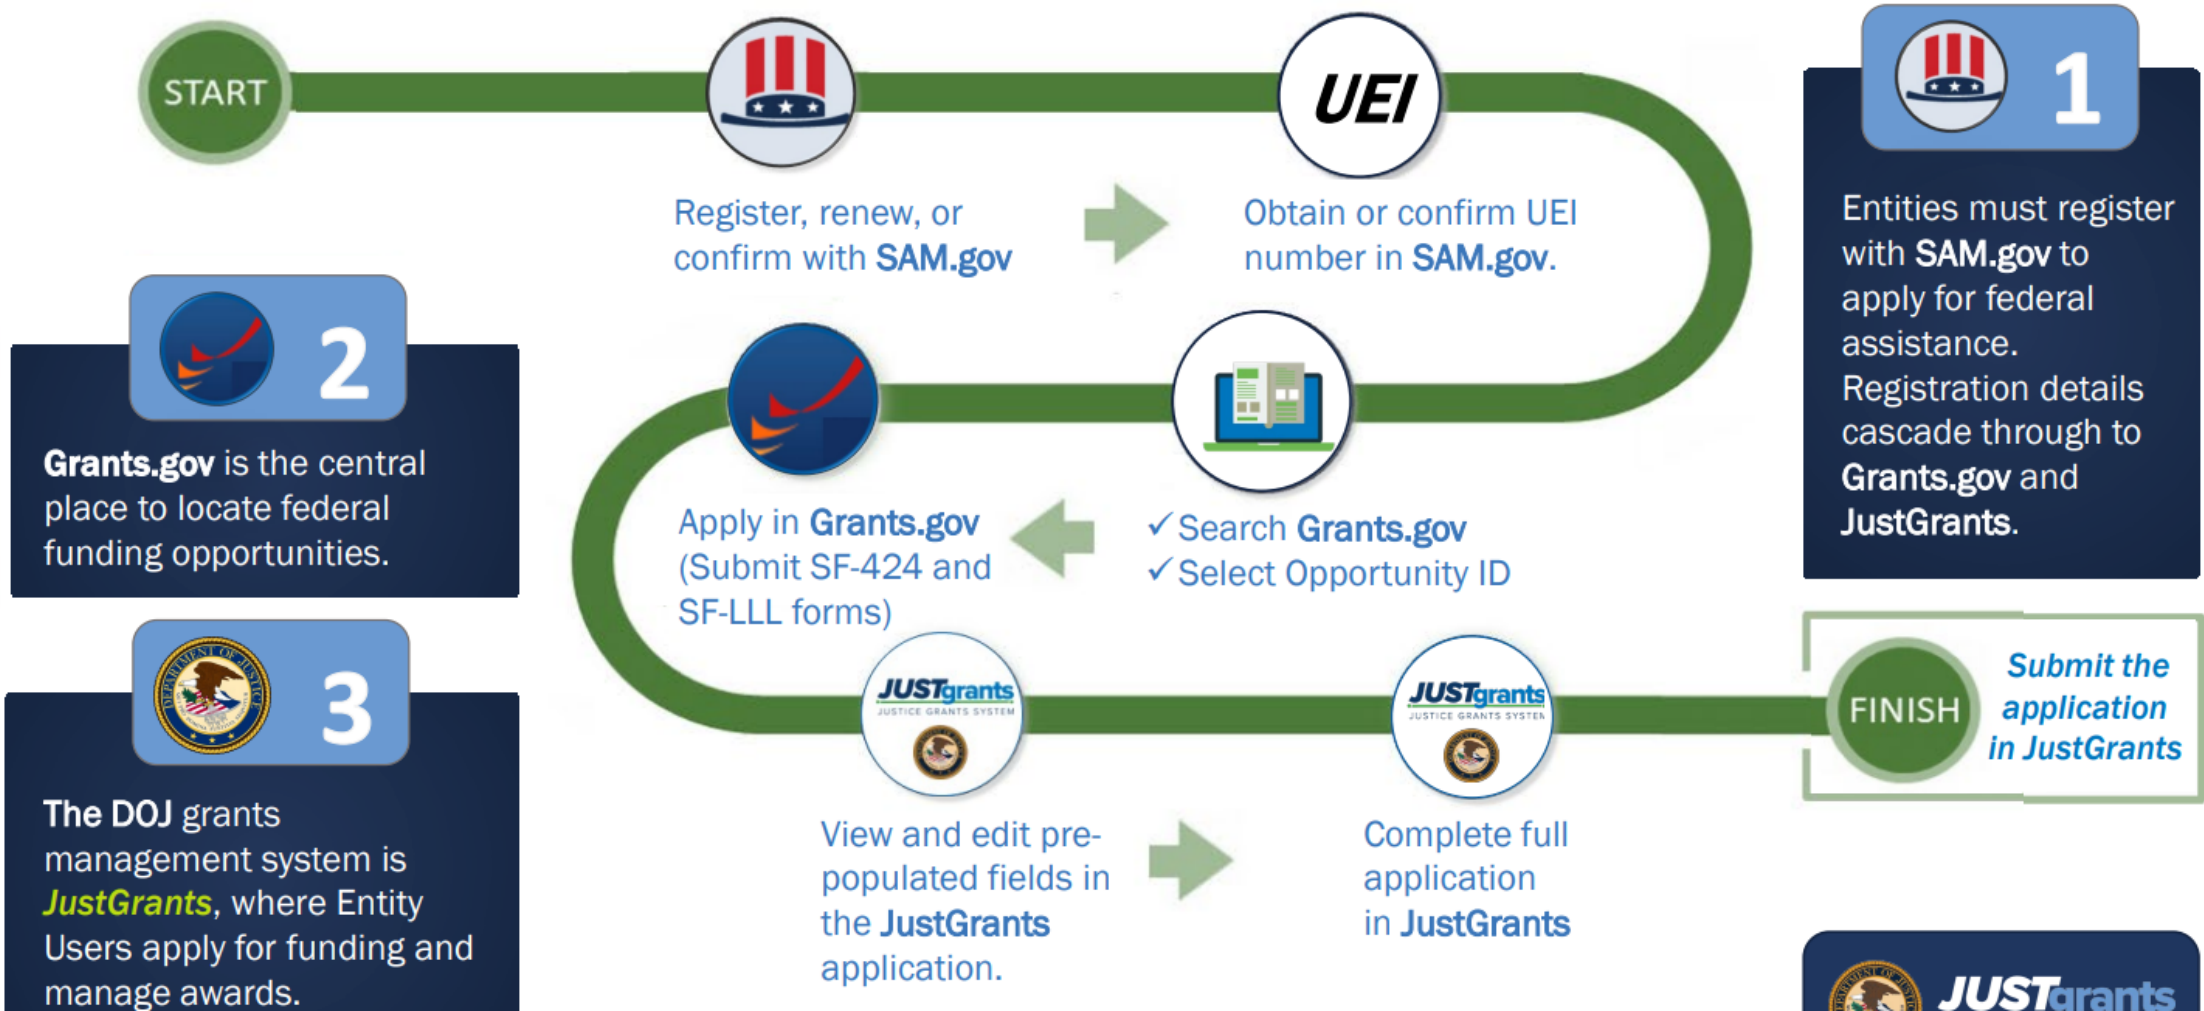 START
UEI
Register, renew, or
confirm with SAM.gov
Obtain or confirm UEI
number in SAM.gov.
1
Entities must register
with SAM.gov to
apply for federal
assistance.
Registration details
cascade through to
Grants.gov and
JustGrants.
2
Grants.gov is the central
place to locate federal
funding opportunities.
✓ Search Grants.gov
✓ Select Opportunity ID
Apply in Grants.gov
(Submit SF-424 and
SF-LLL forms)
DEPARTMENT OF JUSTICE
3
The DOJ grants
management system is
JustGrants, where Entity
Users apply for funding and
manage awards.
JUSTgrants
JUSTICE GRANTS SYSTEM
View and edit pre-
populated fields in
the JustGrants
application.
JUSTgrants
JUSTICE GRANTS SYSTEM
Complete full
application
in JustGrants
FINISH
Submit the
application
in JustGrants
JUSTgrants